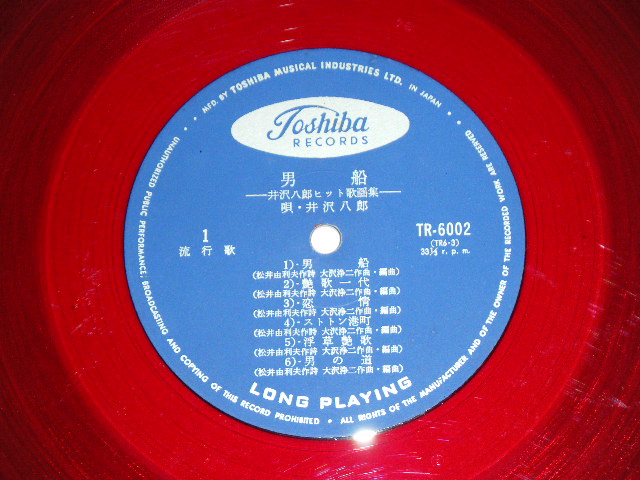 MFD. BY TOSHIBA MUSICAL INDUSTRIES LTD. IN JAPAN
Toshiba
RECORDS
男 船
—井沢八郎ヒット歌謡集—
唄・井沢八郎
1
流行歌
TR-6002
(TR6-3)
33⅓ r.p.m.
1)・男 船
(松井由利夫作詩 大沢浄二作曲・編曲)
2)・艶歌一代
(松井由利夫作詩 大沢浄二作曲・編曲)
3)・恋 情
(松井由利夫作詩 大沢浄二作曲・編曲)
4)・ストトン港町
(松井由利夫作詩 大沢浄二作曲・編曲)
5)・浮草艶歌
(松井由利夫作詩 大沢浄二作曲・編曲)
6)・男の道
(松井由利夫作詩 大沢浄二作曲・編曲)
LONG PLAYING
UNAUTHORIZED PUBLIC PERFORMANCE, BROADCASTING AND COPYING OF THIS RECORD PROHIBITED • ALL RIGHTS OF THE MANUFACTURER AND OF THE OWNER OF THE RECORDED WORK ARE RESERVED